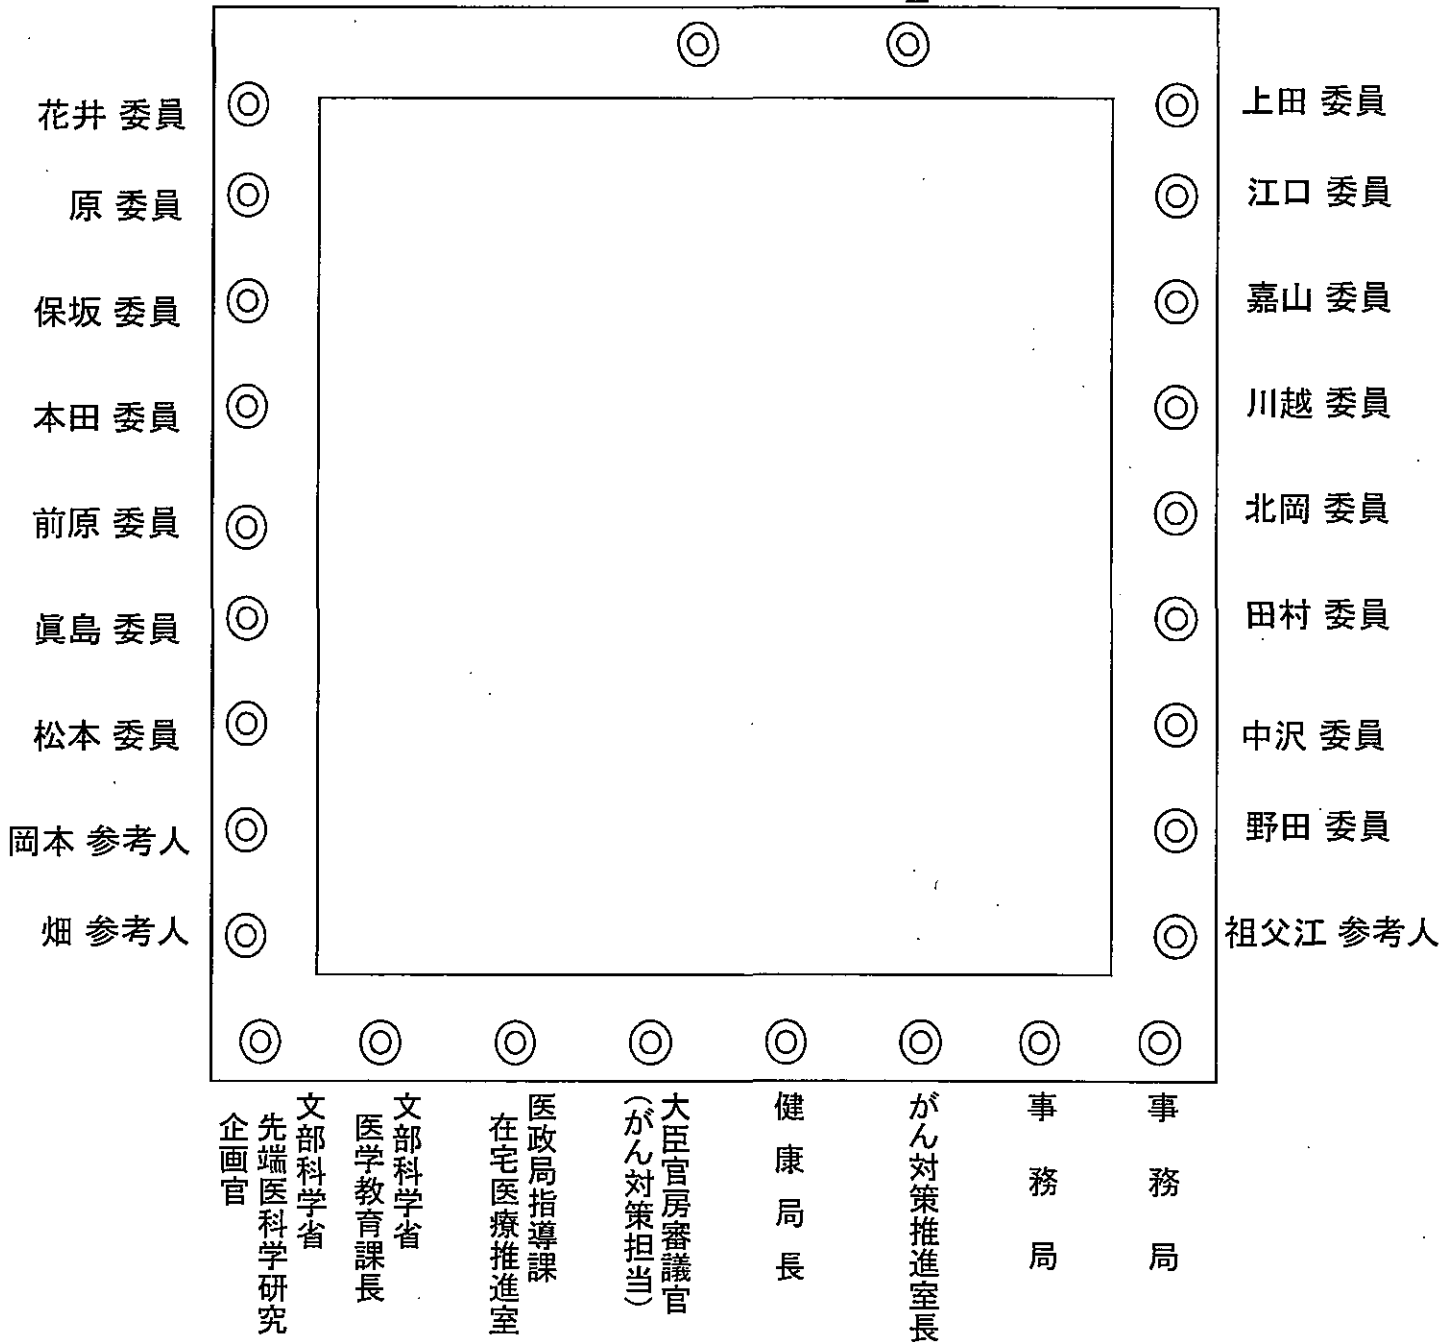 花井 委員
原 委員
保坂 委員
本田 委員
前原 委員
眞島 委員
松本 委員
岡本 参考人
畑 参考人
上田 委員
江口 委員
嘉山 委員
川越 委員
北岡 委員
田村 委員
中沢 委員
野田 委員
祖父江 参考人
文部科学省
先端医科学研究
企画官
文部科学省
医学教育課長
医政局指導課
在宅医療推進室
大臣官房審議官
(がん対策担当)
健康局長
がん対策推進室長
事務局
事務局